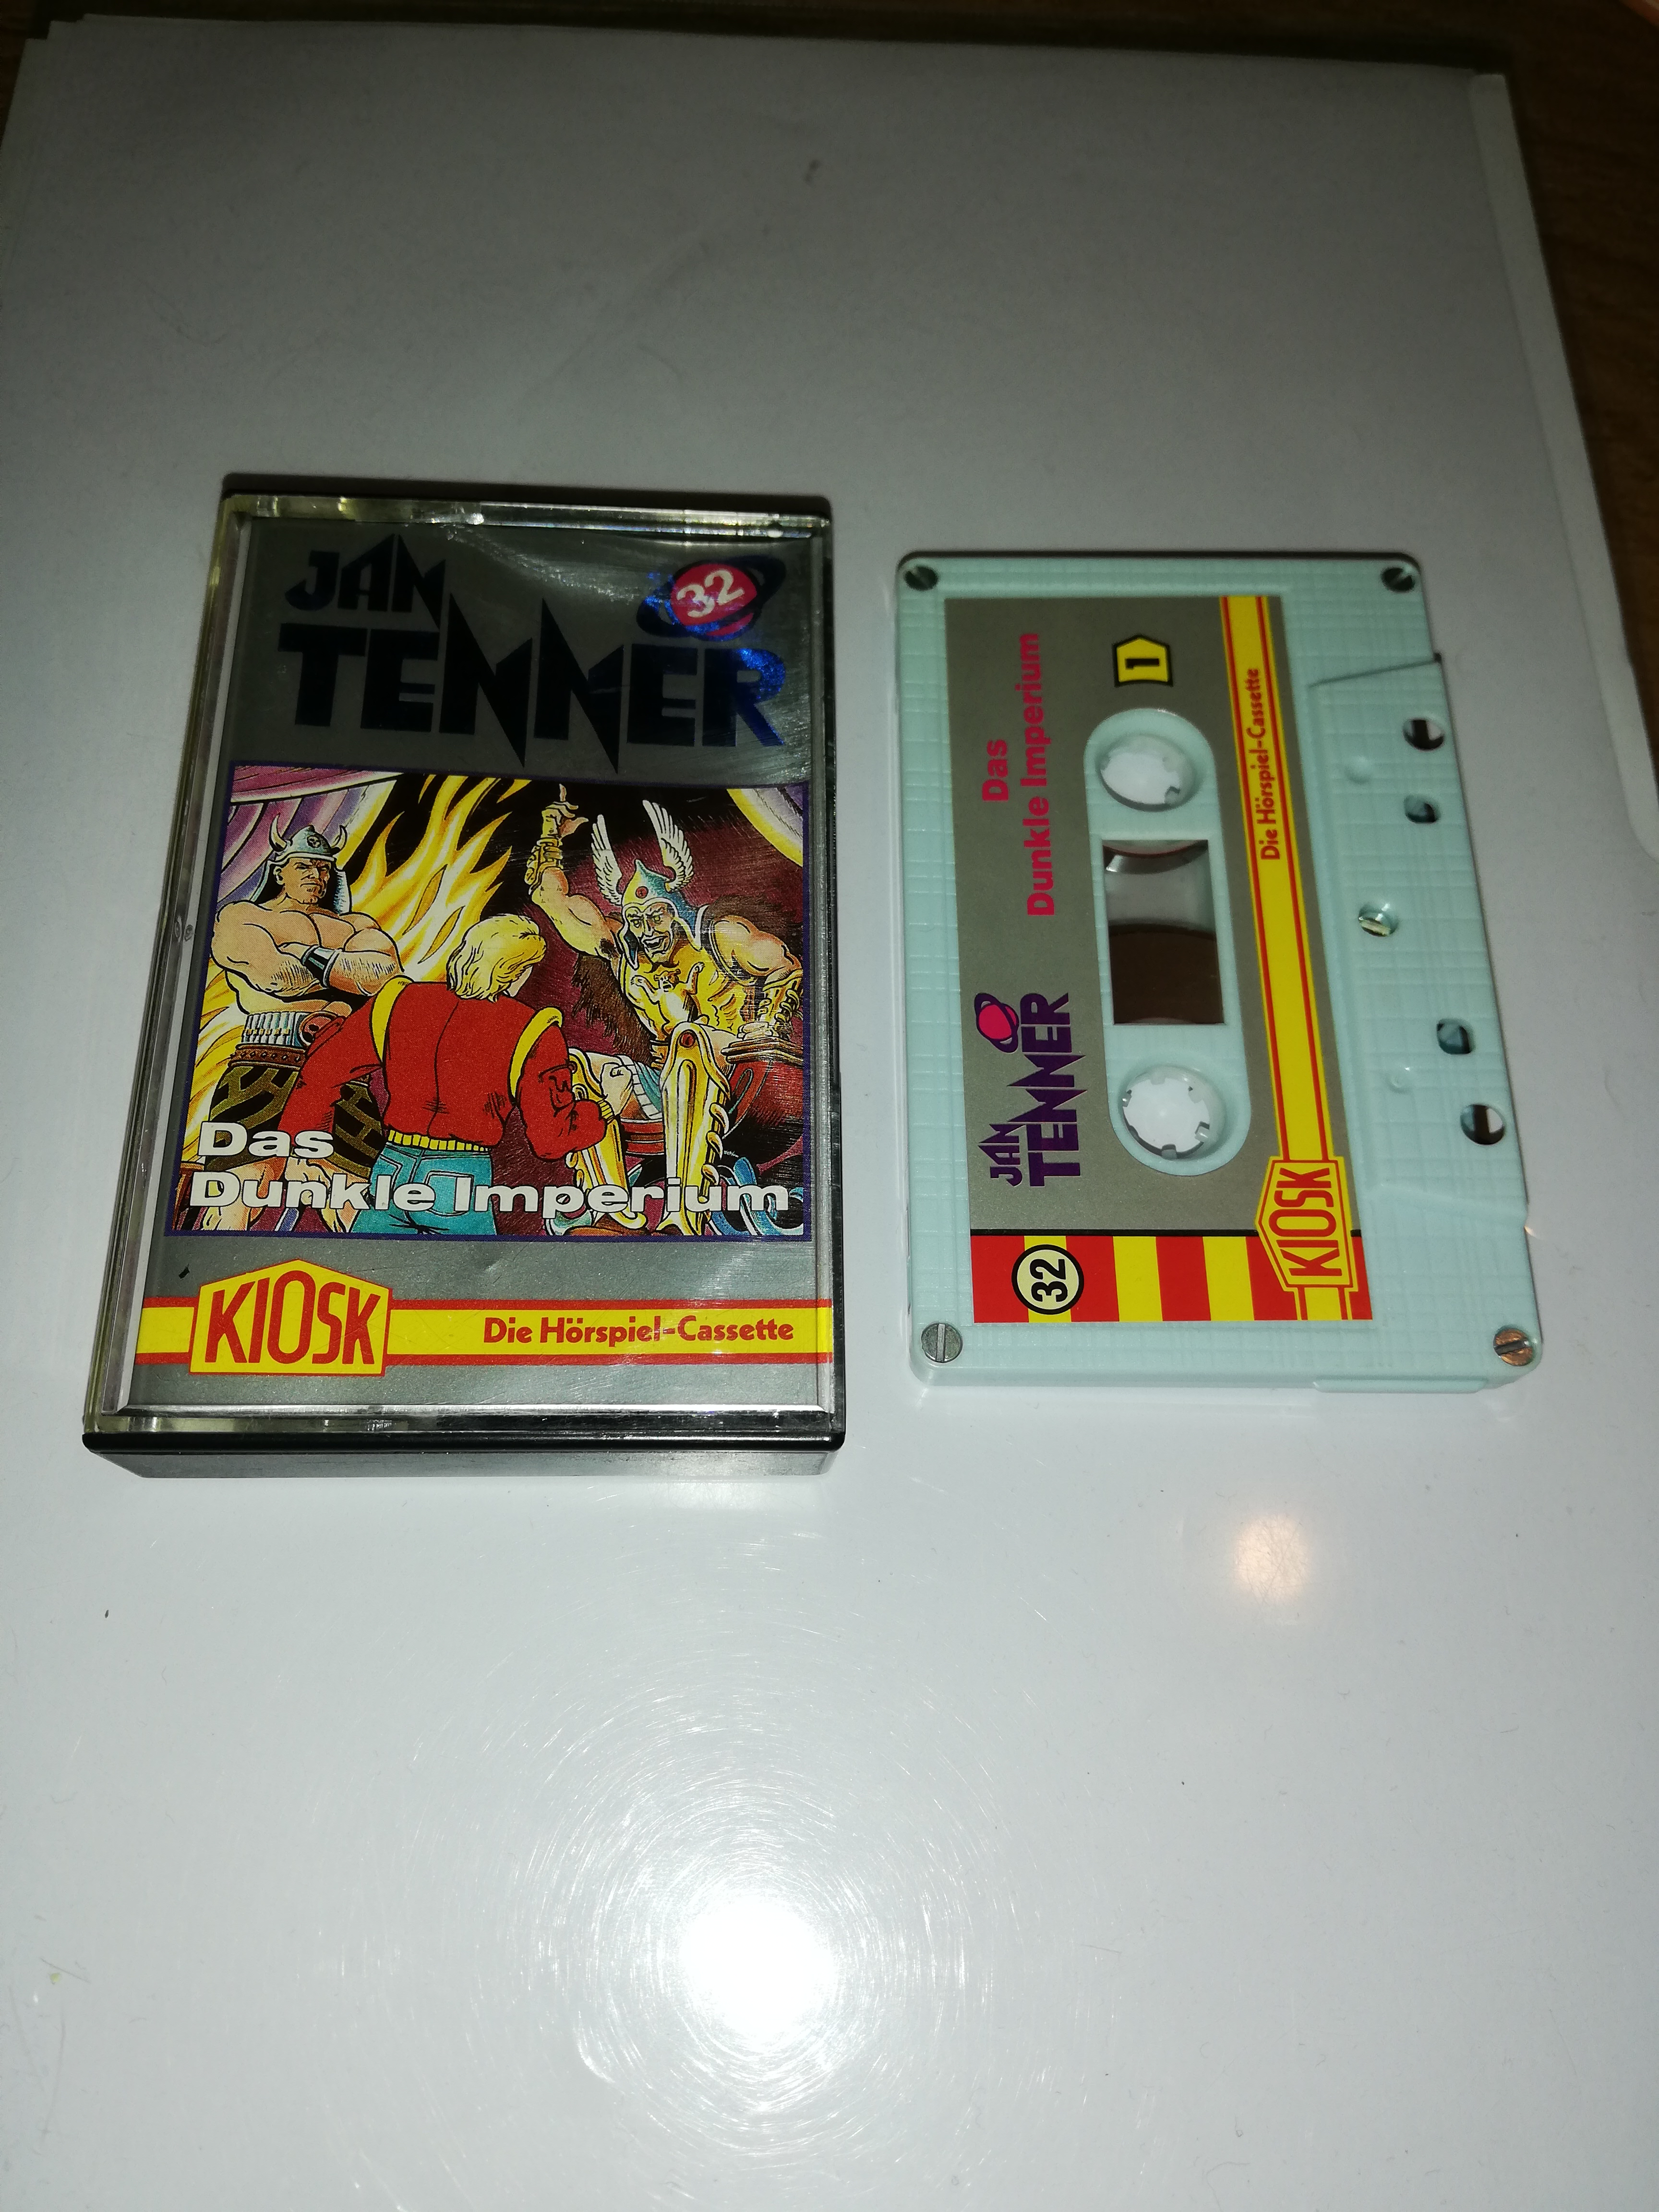 JAN
32
TENNER
Das
Dunkle Imperium
KIOSK
Die Hörspiel-Cassette
32
JAN
TENNER
Das
Dunkle Imperium
1
KIOSK
Die Hörspiel-Cassette